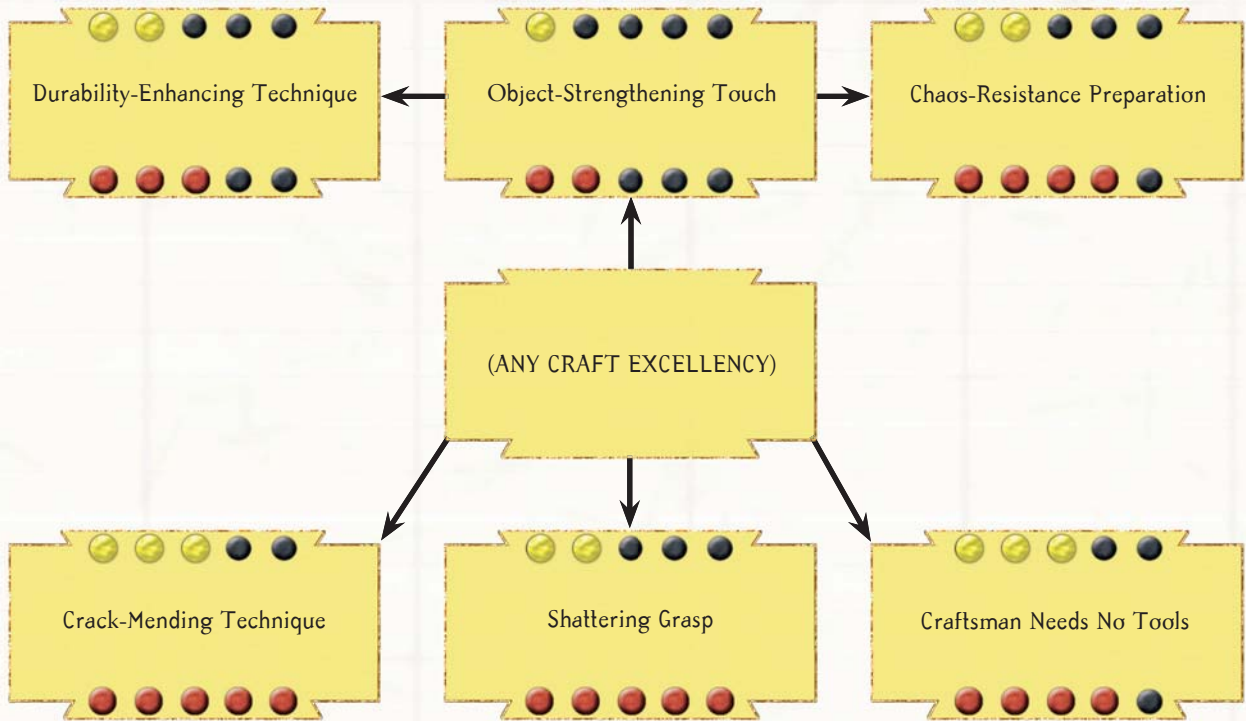 Durability-Enhancing Technique
Object-Strengthening Touch
Chaos-Resistance Preparation
(ANY CRAFT EXCELLENCY)
Crack-Mending Technique
Shattering Grasp
Craftsman Needs No Tools